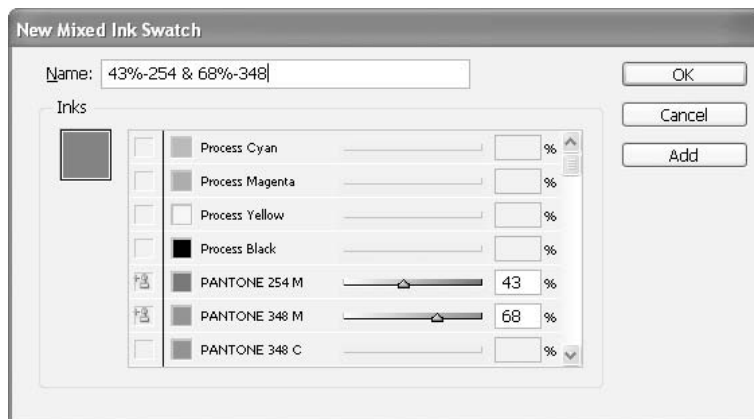 New Mixed Ink Swatch
Name: 43%-254 & 68%-348
OK
Inks
Cancel
Process Cyan %
Add
Process Magenta %
Process Yellow %
Process Black %
PANTONE 254 M 43 %
PANTONE 348 M 68 %
PANTONE 348 C %